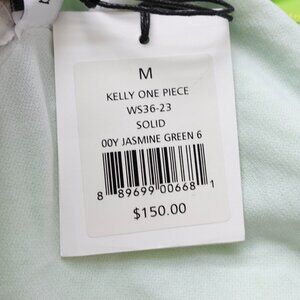 M
KELLY ONE PIECE
WS36-23
SOLID
00Y JASMINE GREEN 6
8 89699 00668 1
$150.00